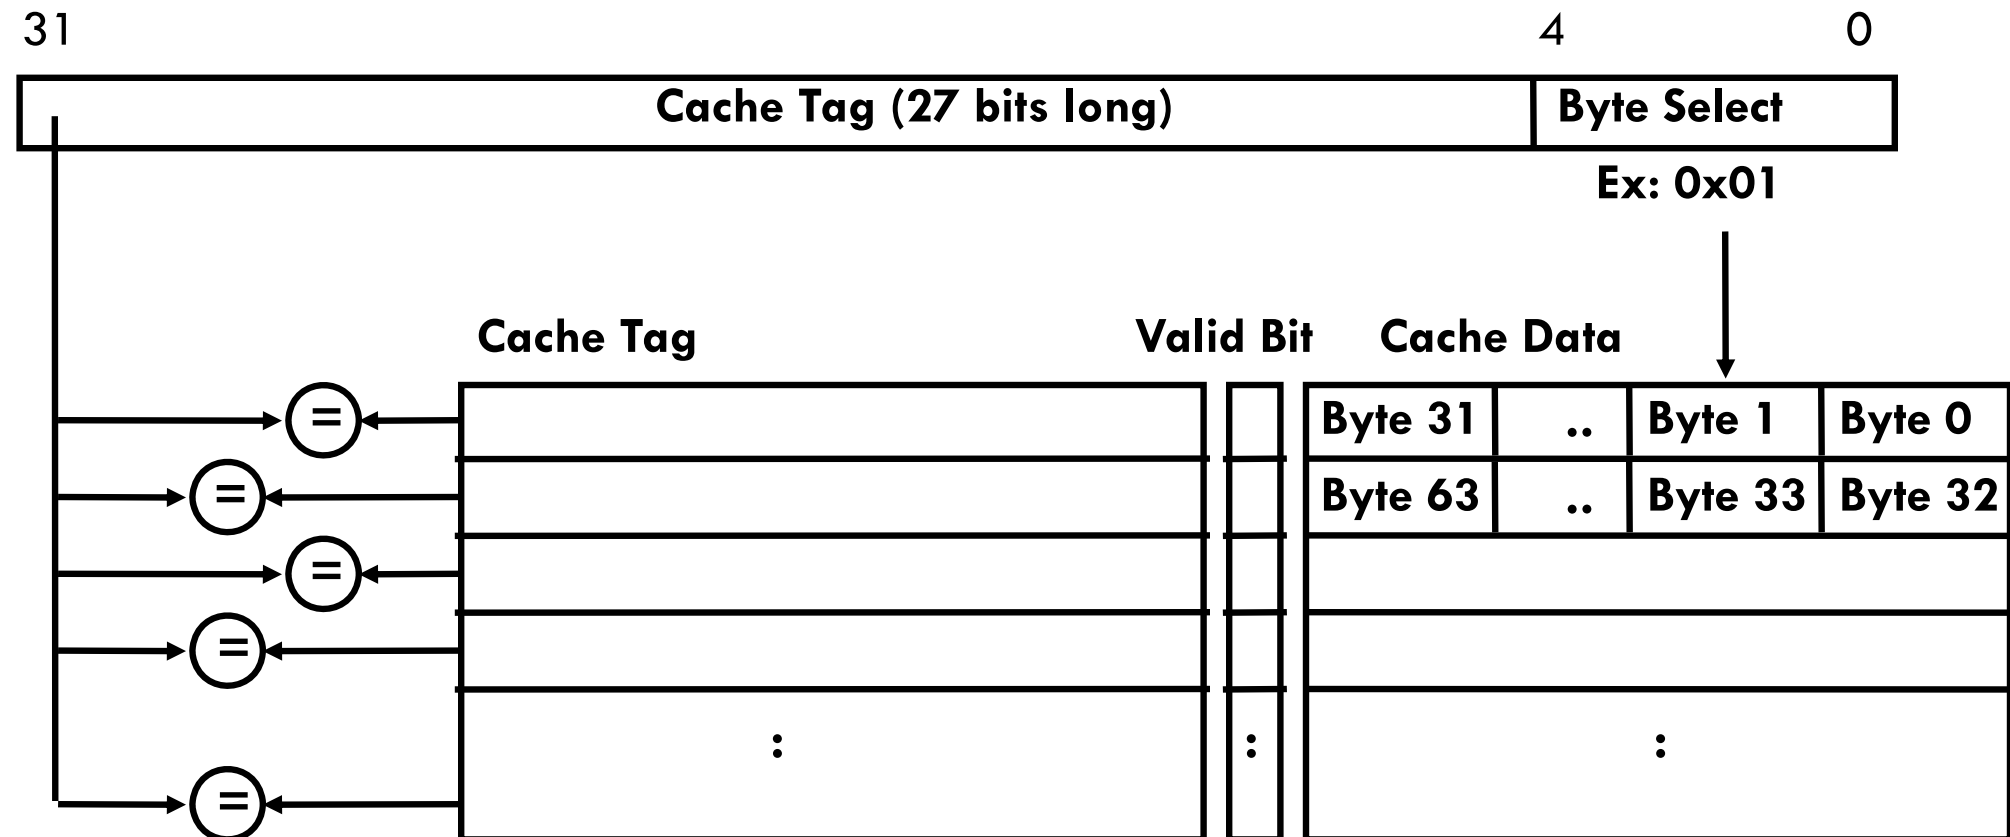 31 4 0
Cache Tag (27 bits long) Byte Select
Ex: 0x01
Cache Tag Valid Bit Cache Data
= Byte 31 .. Byte 1 Byte 0
= Byte 63 .. Byte 33 Byte 32
=
=
: : :
=